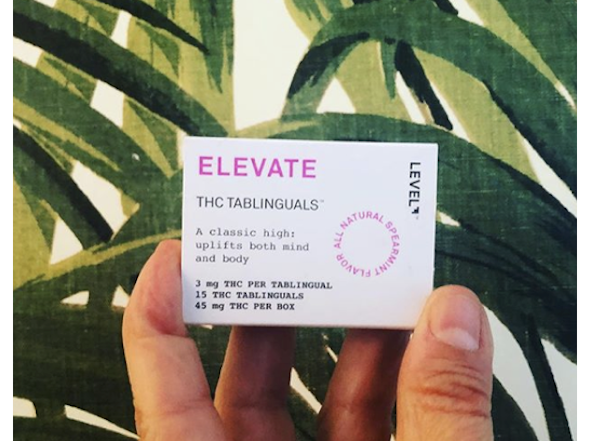 ELEVATE
THC TABLINGUALS™
A classic high:
uplifts both mind
and body
3 mg THC PER TABLINGUAL
15 THC TABLINGUALS
45 mg THC PER BOX
LEVEL
ALL NATURAL SPEARMINT FLAVOR